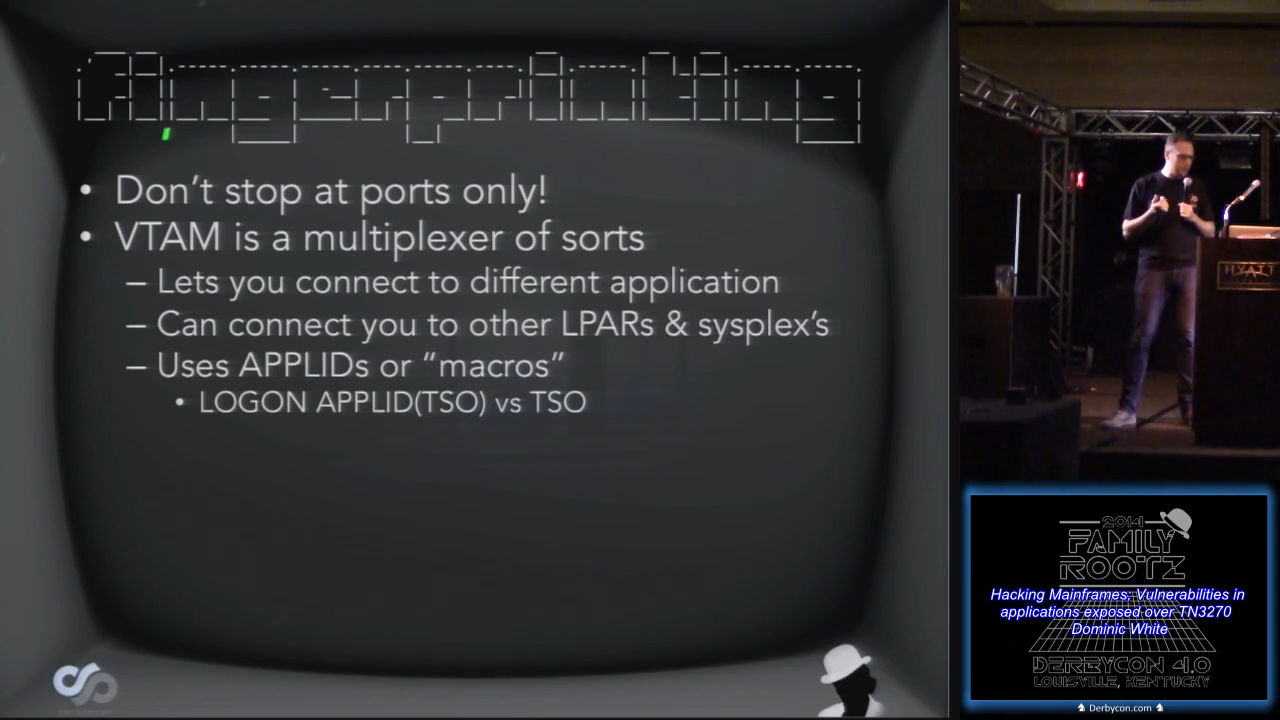 fingerprinting
• Don’t stop at ports only!
• VTAM is a multiplexer of sorts
– Lets you connect to different application
– Can connect you to other LPARs & sysplex’s
– Uses APPLIDs or “macros”
• LOGON APPLID(TSO) vs TSO
HYATT
2014
FAMILY
ROOTZ
Hacking Mainframes; Vulnerabilities in
applications exposed over TN3270
Dominic White
DERBYCON 4.0
LOUISVILLE, KENTUCKY
Derbycon.com